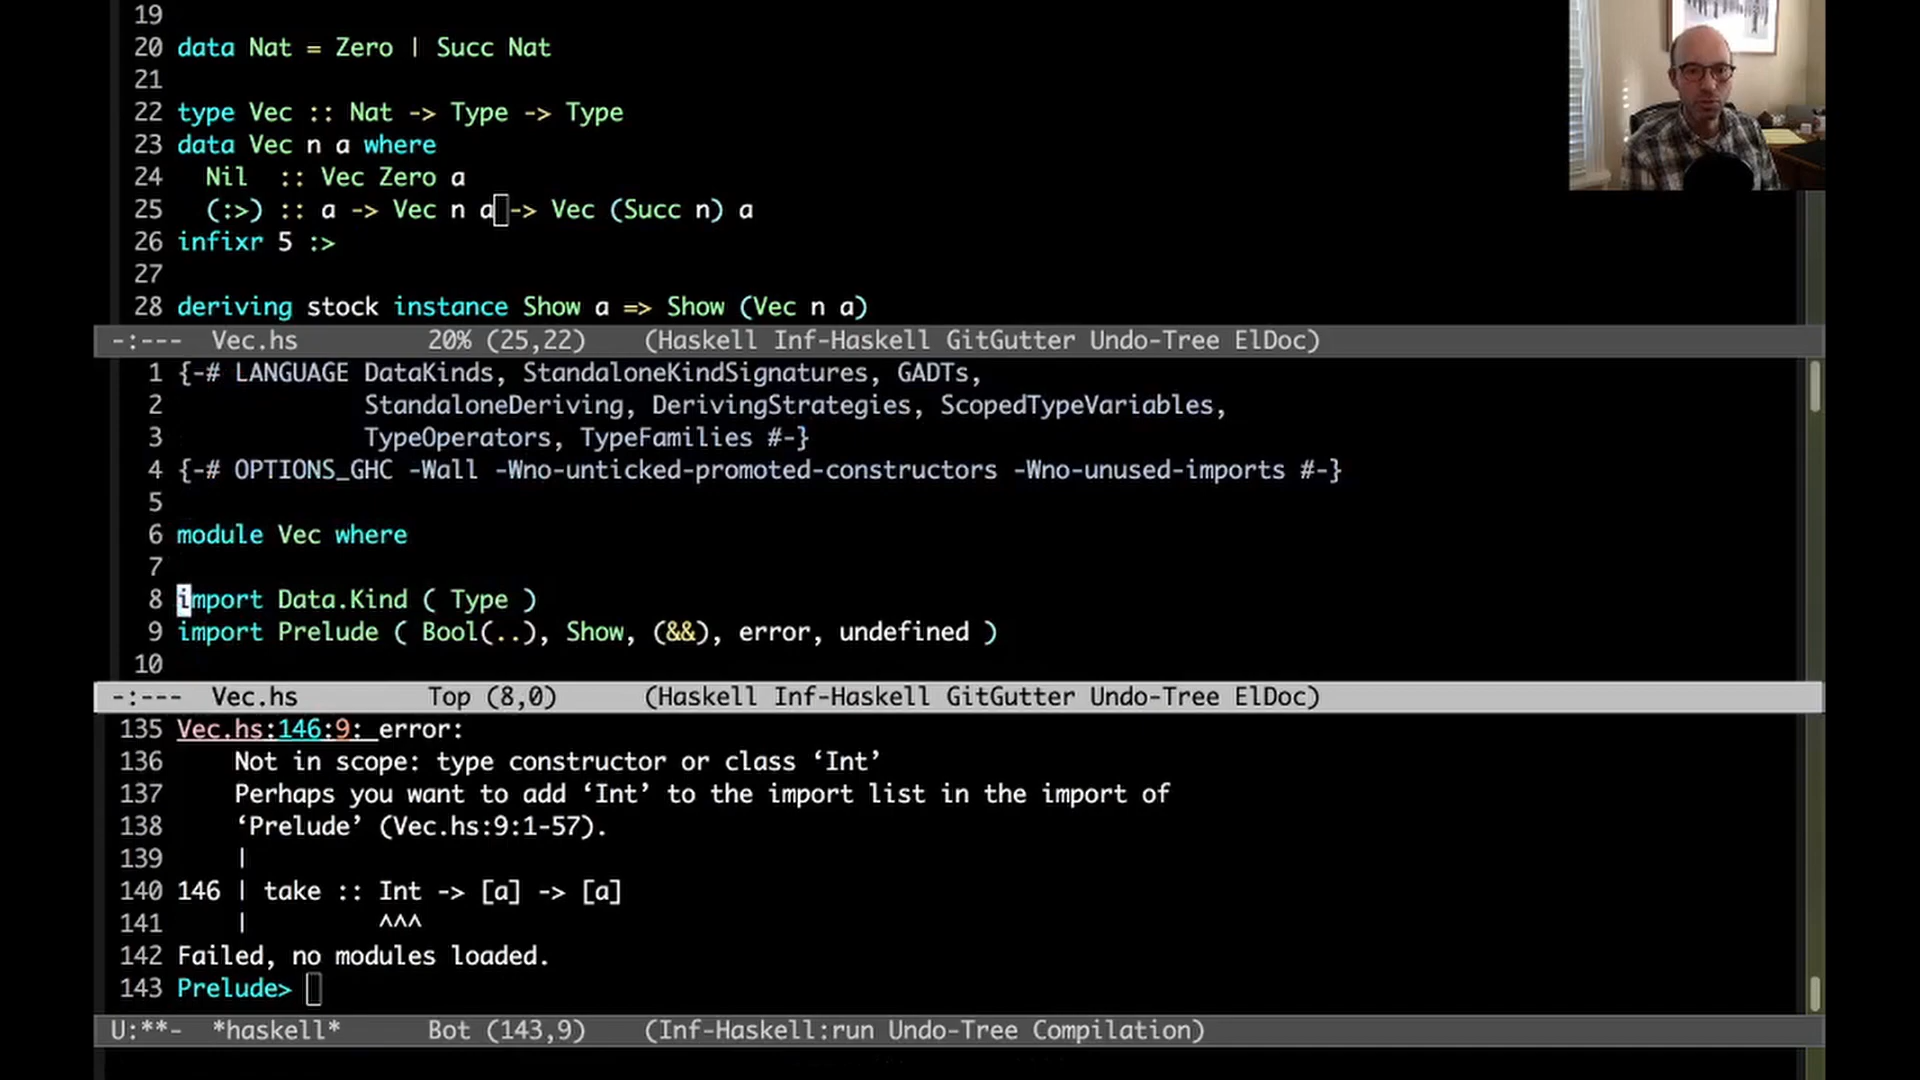 19
20 data Nat = Zero | Succ Nat
21
22 type Vec :: Nat -> Type -> Type
23 data Vec n a where
24   Nil  :: Vec Zero a
25   (:>) :: a -> Vec n a -> Vec (Succ n) a
26 infixr 5 :>
27
28 deriving stock instance Show a => Show (Vec n a)
-:---  Vec.hs         20% (25,22)    (Haskell Inf-Haskell GitGutter Undo-Tree ElDoc)
1 {-# LANGUAGE DataKinds, StandaloneKindSignatures, GADTs,
2              StandaloneDeriving, DerivingStrategies, ScopedTypeVariables,
3              TypeOperators, TypeFamilies #-}
4 {-# OPTIONS_GHC -Wall -Wno-unticked-promoted-constructors -Wno-unused-imports #-}
5
6 module Vec where
7
8 import Data.Kind ( Type )
9 import Prelude ( Bool(..), Show, (&&), error, undefined )
10
-:---  Vec.hs         Top (8,0)      (Haskell Inf-Haskell GitGutter Undo-Tree ElDoc)
135 Vec.hs:146:9: error:
136     Not in scope: type constructor or class ‘Int’
137     Perhaps you want to add ‘Int’ to the import list in the import of
138     ‘Prelude’ (Vec.hs:9:1-57).
139     |
140 146 | take :: Int -> [a] -> [a]
141     |         ^^^
142 Failed, no modules loaded.
143 Prelude>
U:**-  *haskell*      Bot (143,9)    (Inf-Haskell:run Undo-Tree Compilation)